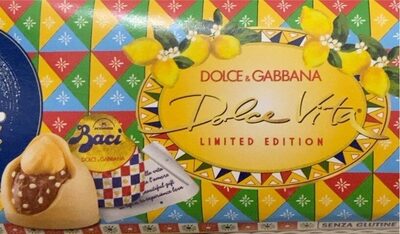 DOLCE & GABBANA
Dolce Vita
LIMITED EDITION
Baci
DOLCE & GABBANA
SENZA GLUTINE